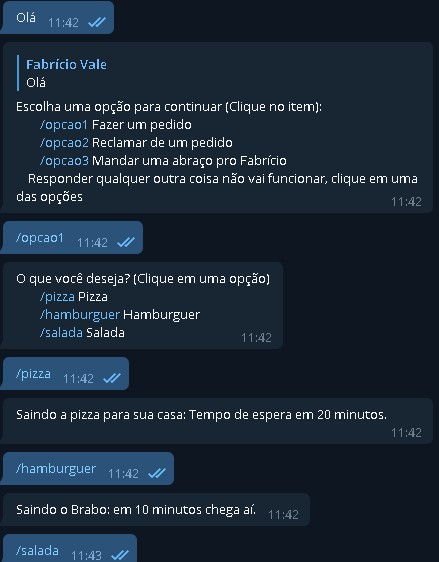 Olá 11:42
Fabrício Vale
Olá
Escolha uma opção para continuar (Clique no item):
/opcao1 Fazer um pedido
/opcao2 Reclamar de um pedido
/opcao3 Mandar uma abraço pro Fabrício
Responder qualquer outra coisa não vai funcionar, clique em uma
das opções 11:42
/opcao1 11:42
O que você deseja? (Clique em uma opção)
/pizza Pizza
/hamburguer Hamburguer
/salada Salada 11:42
/pizza 11:42
Saindo a pizza para sua casa: Tempo de espera em 20 minutos.
11:42
/hamburguer 11:42
Saindo o Brabo: em 10 minutos chega aí. 11:42
/salada 11:43